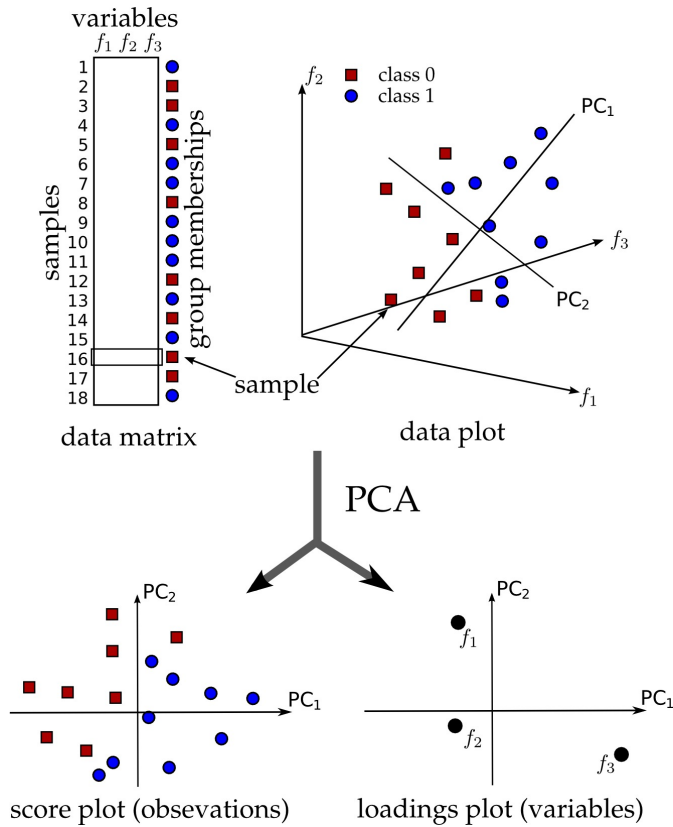 variables
f1 f2 f3
1
2
3
4
5
6
7
8
9
10
11
12
13
14
15
16
17
18
samples
group memberships
data matrix
sample
f2
class 0
class 1
PC1
f3
PC2
f1
data plot
PCA
PC2
PC1
score plot (obsevations)
PC2
f1
PC1
f2
f3
loadings plot (variables)